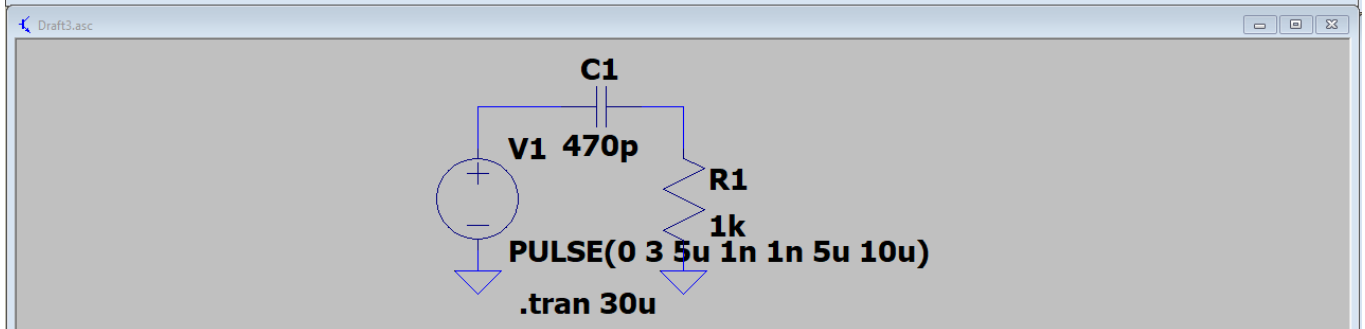 Draft3.asc
C1
V1
470p
R1
1k
PULSE(0 3 5u 1n 1n 5u 10u)
.tran 30u